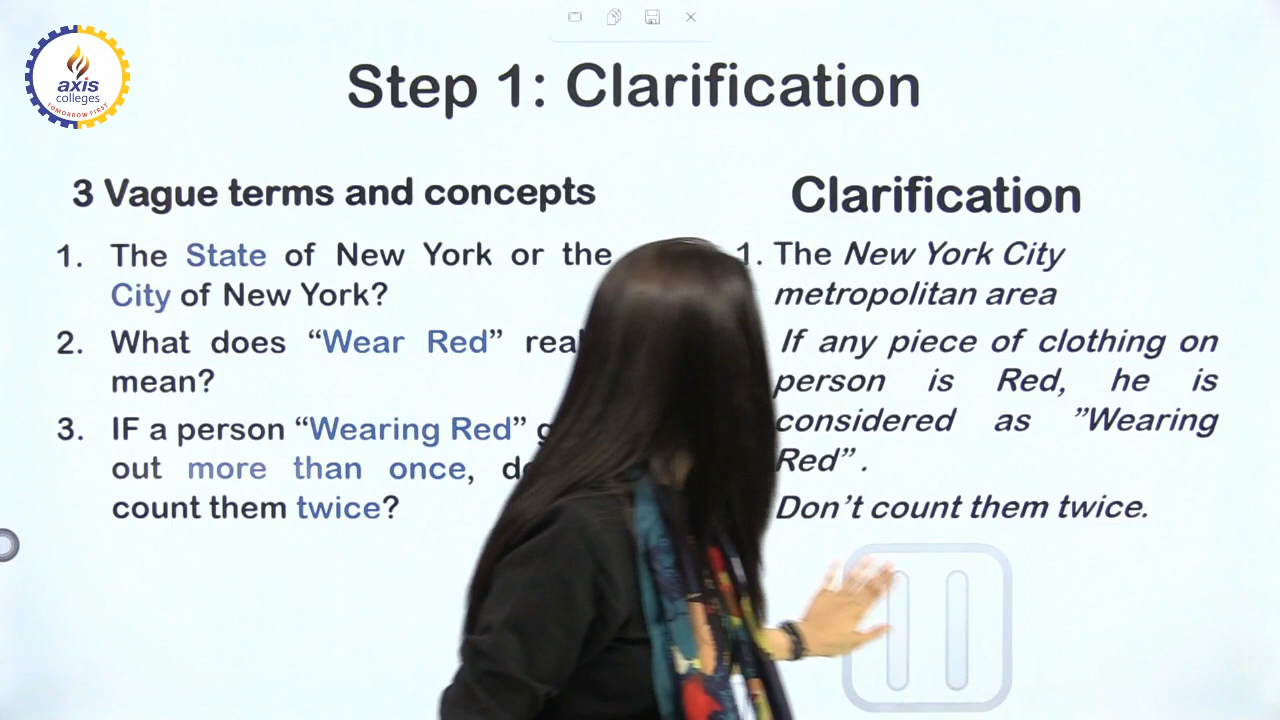 axis
colleges
TOMORROW FIRST
Step 1: Clarification
3 Vague terms and concepts
1. The State of New York or the
City of New York?
2. What does “Wear Red”
mean?
3. IF a person “Wearing Red”
out more than once,
count them twice?
Clarification
1. The New York City
metropolitan area
If any piece of clothing on
person is Red, he is
considered as ”Wearing
Red” .
Don’t count them twice.